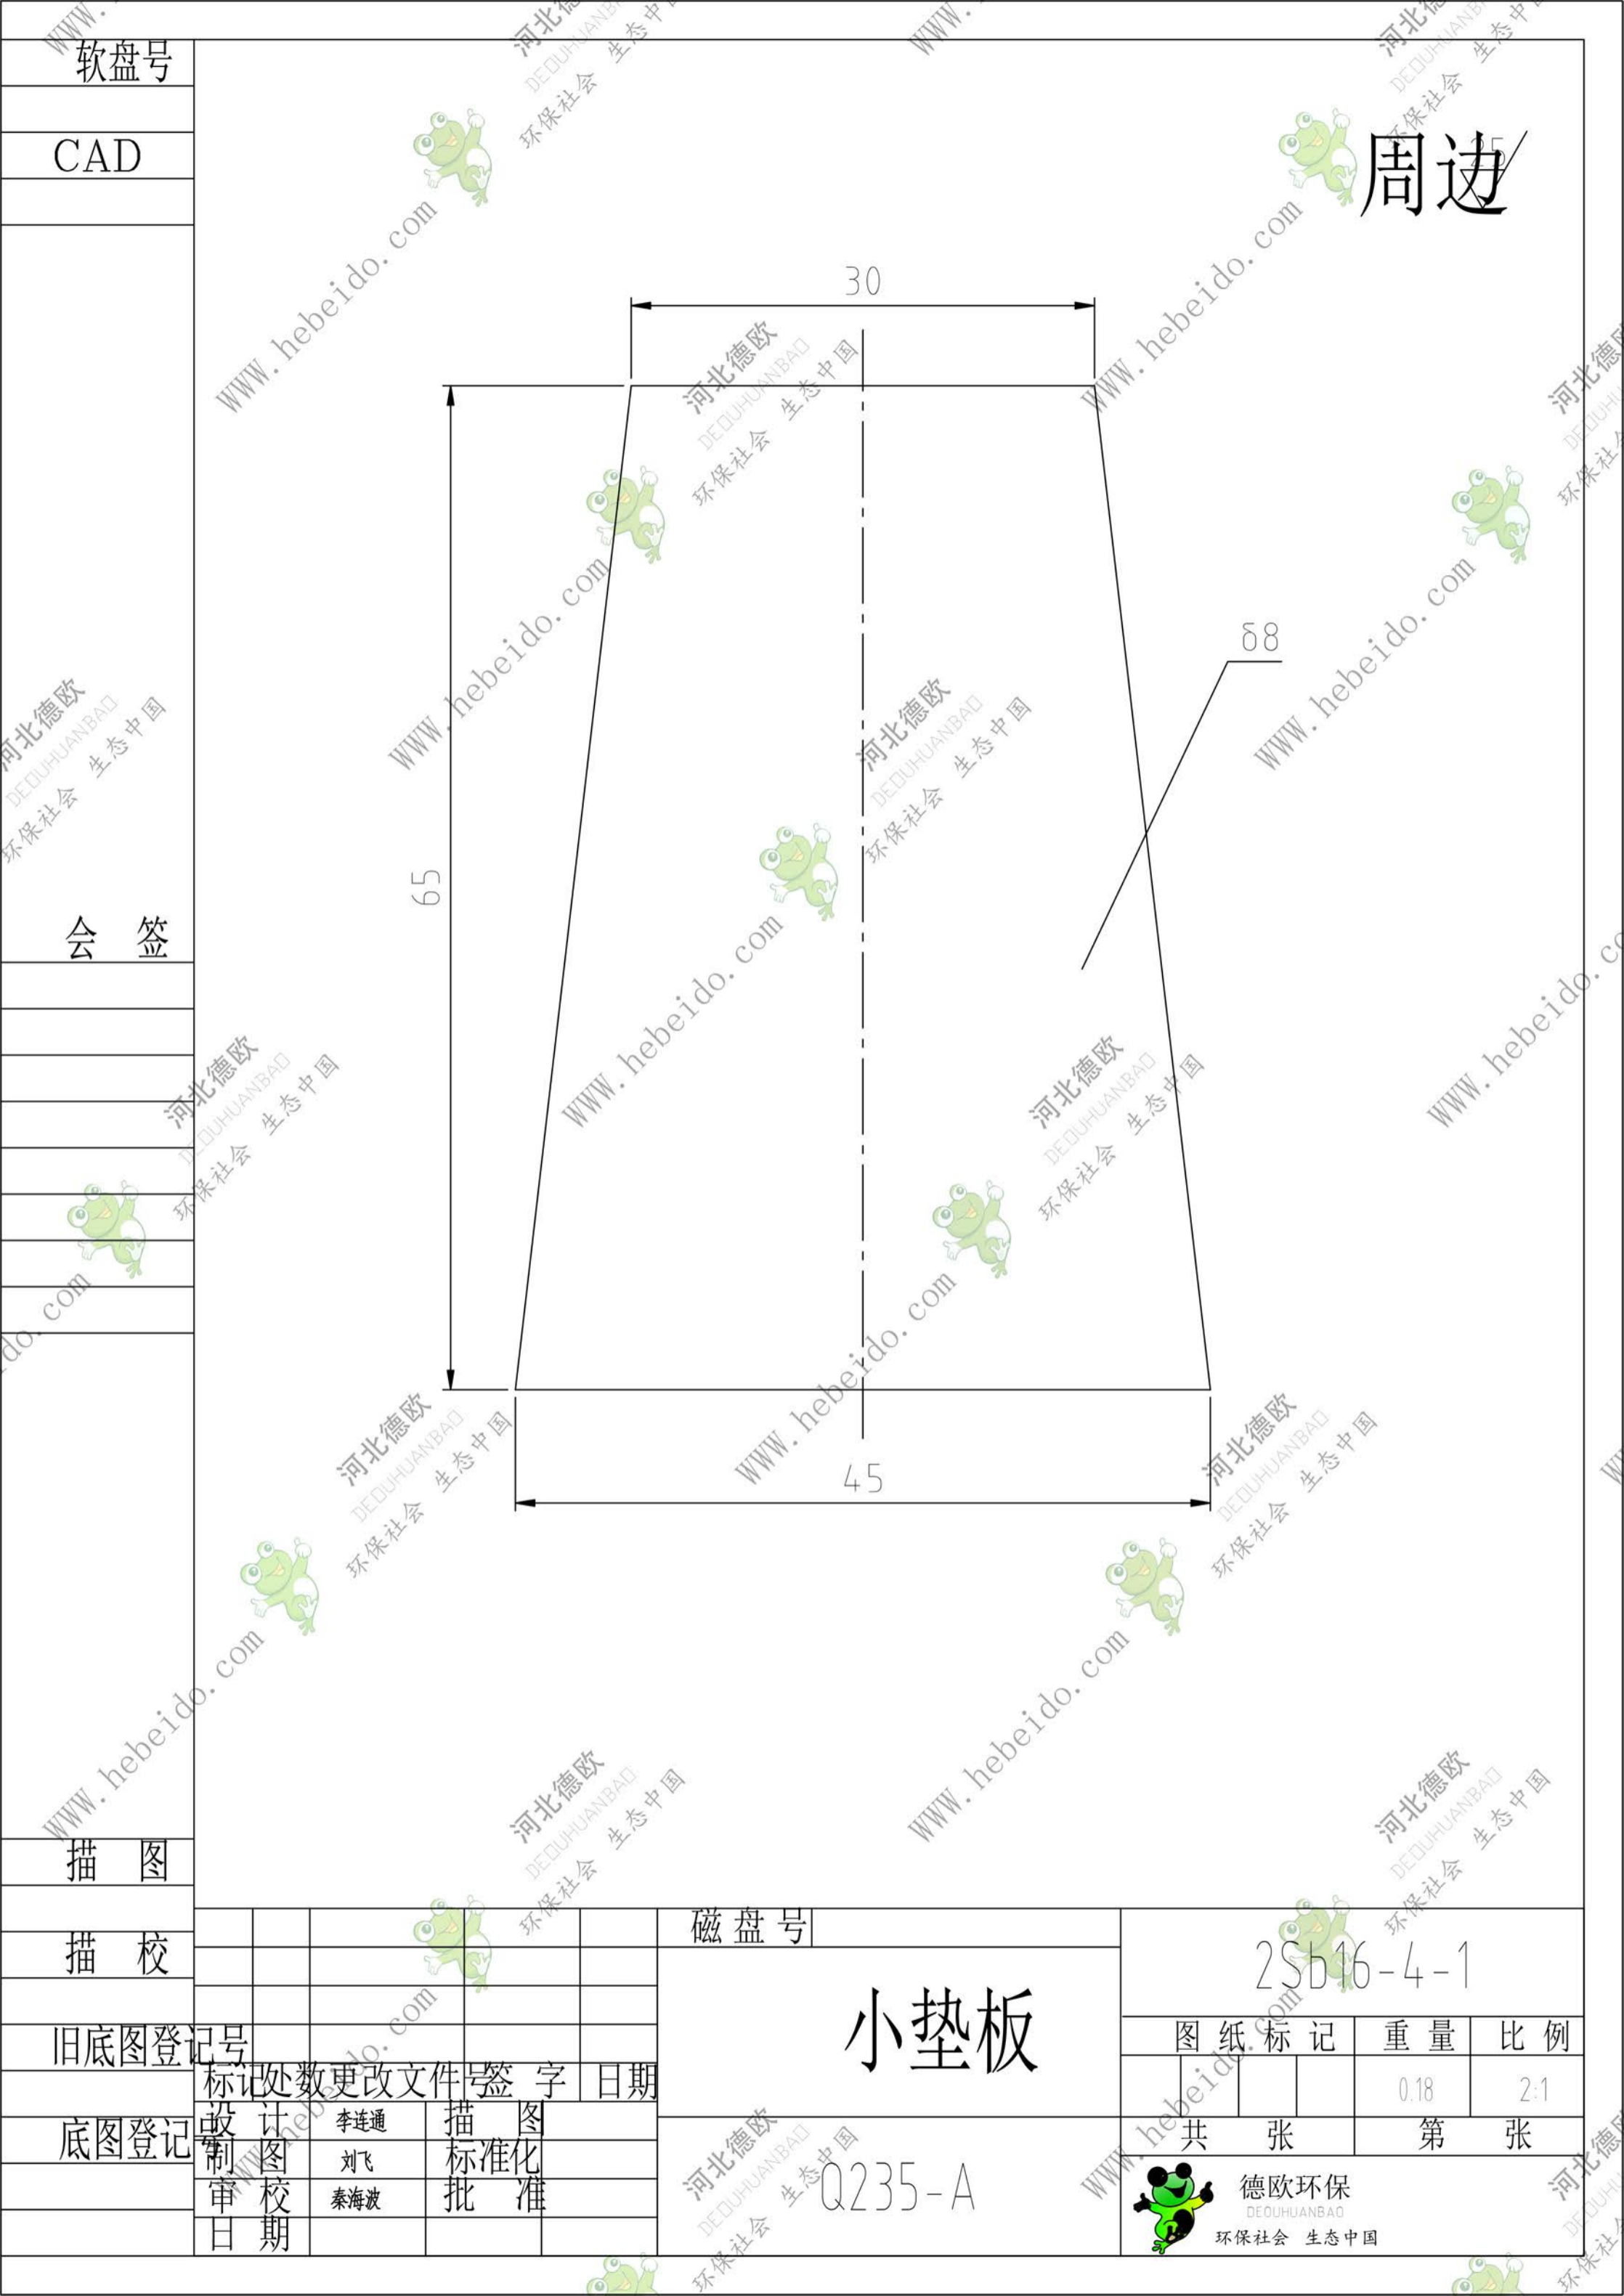 软盘号
CAD
周边
25
30
δ8
65
会 签
45
描 图
描 校
旧底图登记号
底图登记号
标记 处数 更改文件号 签 字 日期
设 计 李连通 描 图
制 图 刘飞 标准化
审 校 秦海波 批 准
日 期
磁盘号
小垫板
Q235-A
2Sb16-4-1
图纸标记 重量 比例
0.18 2:1
共 张 第 张
德欧环保
DEOUHUANBAO
环保社会 生态中国
河北德欧
DEOUHUANBAO
环保社会 生态中国
WWW.hebeido.com